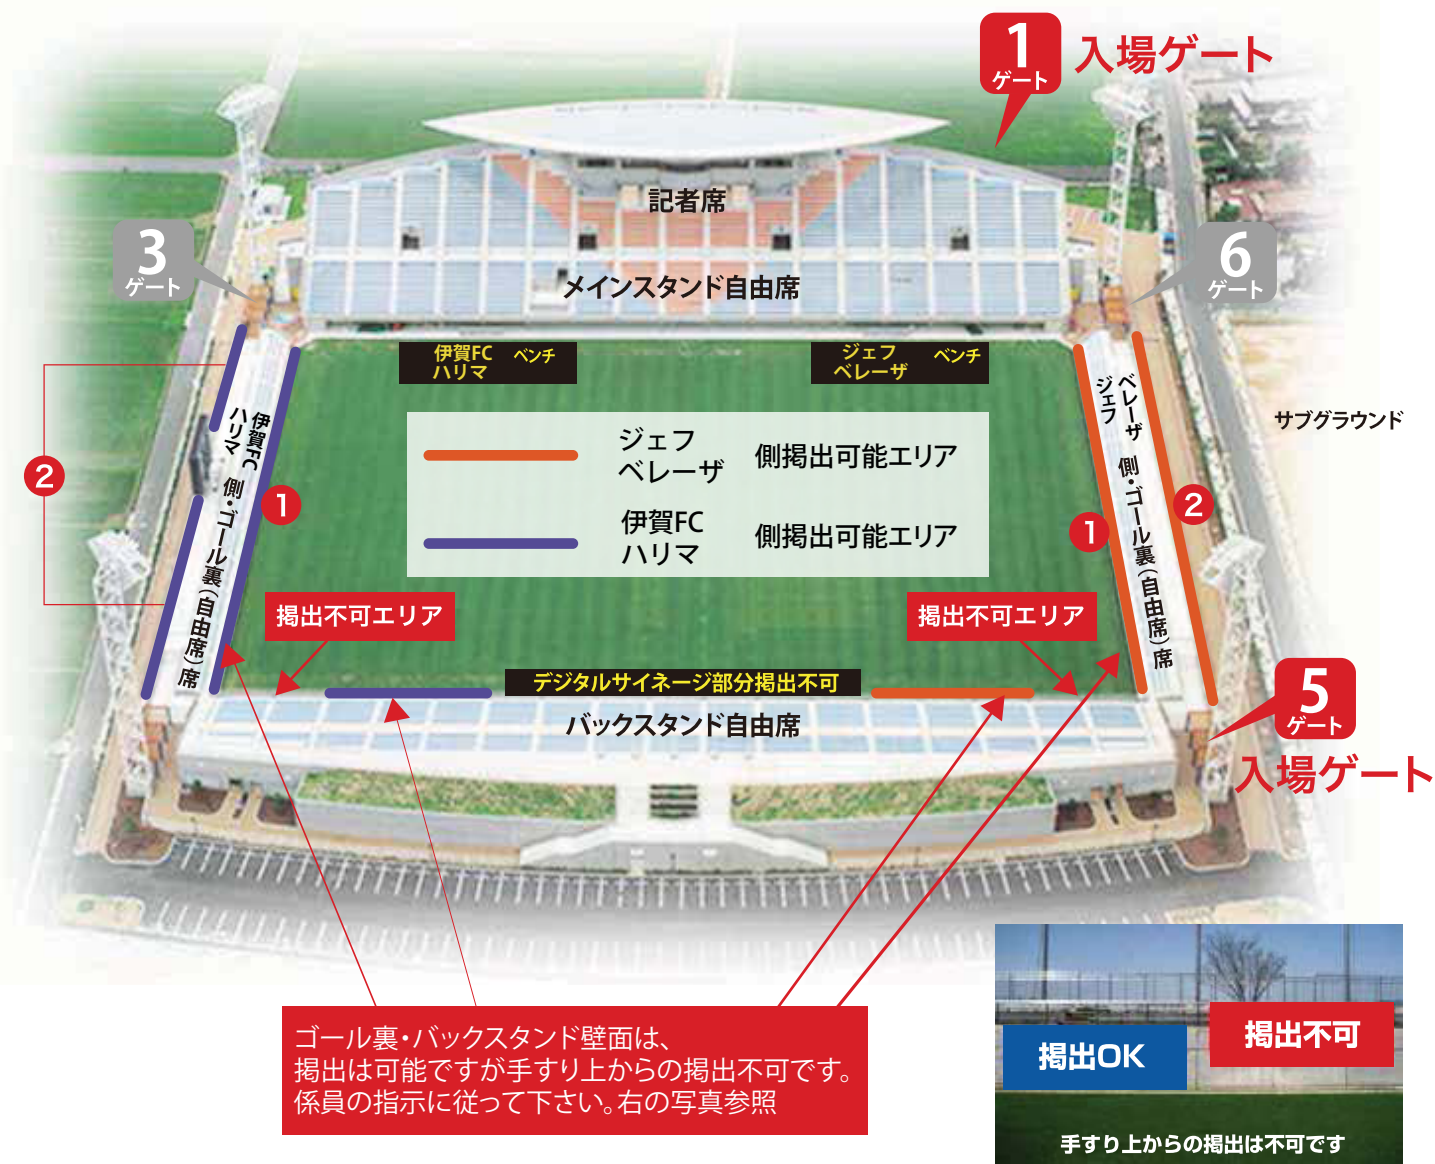 1
ゲート
入場ゲート
記者席
3
ゲート
6
ゲート
メインスタンド自由席
伊賀FC
ハリマ
ベンチ
ジェフ
ベレーザ
ベンチ
サブグラウンド
ジェフ
ベレーザ
側掲出可能エリア
伊賀FC
ハリマ
側掲出可能エリア
伊賀FC
ハリマ
側・ゴール裏(自由席)席
ベレーザ
ジェフ
側・ゴール裏(自由席)席
2
1
1
2
掲出不可エリア
掲出不可エリア
デジタルサイネージ部分掲出不可
バックスタンド自由席
5
ゲート
入場ゲート
ゴール裏・バックスタンド壁面は、
掲出は可能ですが手すり上からの掲出不可です。
係員の指示に従って下さい。右の写真参照
掲出OK
掲出不可
手すり上からの掲出は不可です